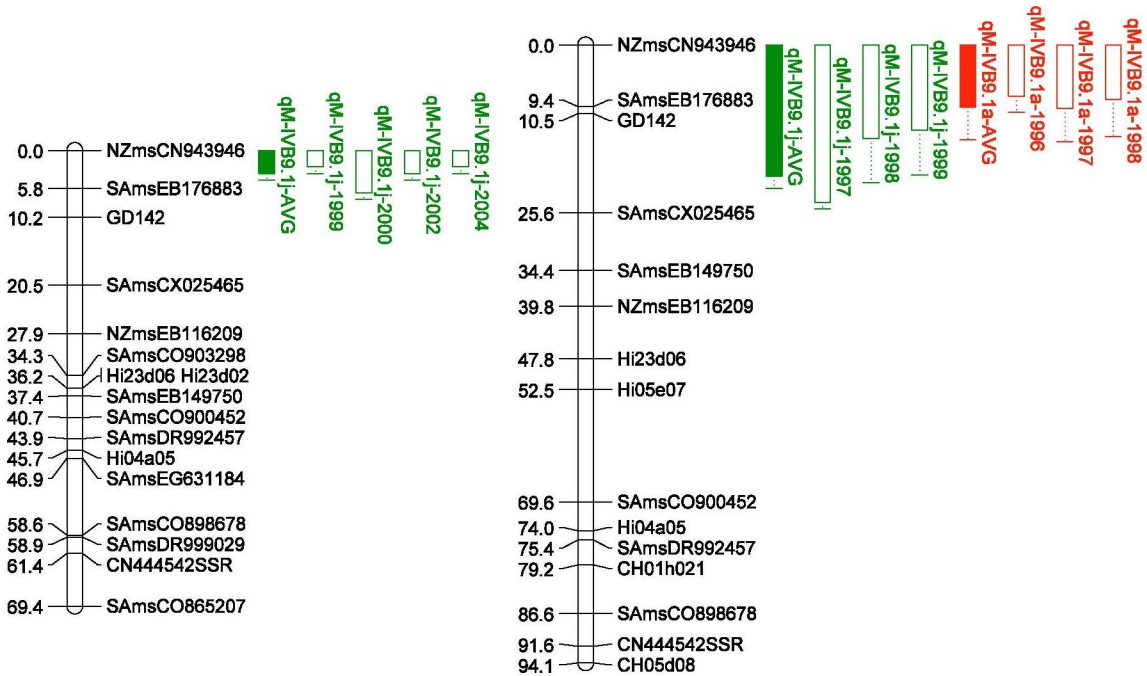 0.0 NZmsCN943946
5.8 SAmsEB176883
10.2 GD142
20.5 SAmsCX025465
27.9 NZmsEB116209
34.3 SAmsCO903298
36.2 Hi23d06 Hi23d02
37.4 SAmsEB149750
40.7 SAmsCO900452
43.9 SAmsDR992457
45.7 Hi04a05
46.9 SAmsEG631184
58.6 SAmsCO898678
58.9 SAmsDR999029
61.4 CN444542SSR
69.4 SAmsCO865207
qM-IVB9.1j-AVG
qM-IVB9.1j-1999
qM-IVB9.1j-2000
qM-IVB9.1j-2002
qM-IVB9.1j-2004
0.0 NZmsCN943946
9.4 SAmsEB176883
10.5 GD142
25.6 SAmsCX025465
34.4 SAmsEB149750
39.8 NZmsEB116209
47.8 Hi23d06
52.5 Hi05e07
69.6 SAmsCO900452
74.0 Hi04a05
75.4 SAmsDR992457
79.2 CH01h021
86.6 SAmsCO898678
91.6 CN444542SSR
94.1 CH05d08
qM-IVB9.1j-AVG
qM-IVB9.1j-1997
qM-IVB9.1j-1998
qM-IVB9.1j-1999
qM-IVB9.1a-AVG
qM-IVB9.1a-1996
qM-IVB9.1a-1997
qM-IVB9.1a-1998